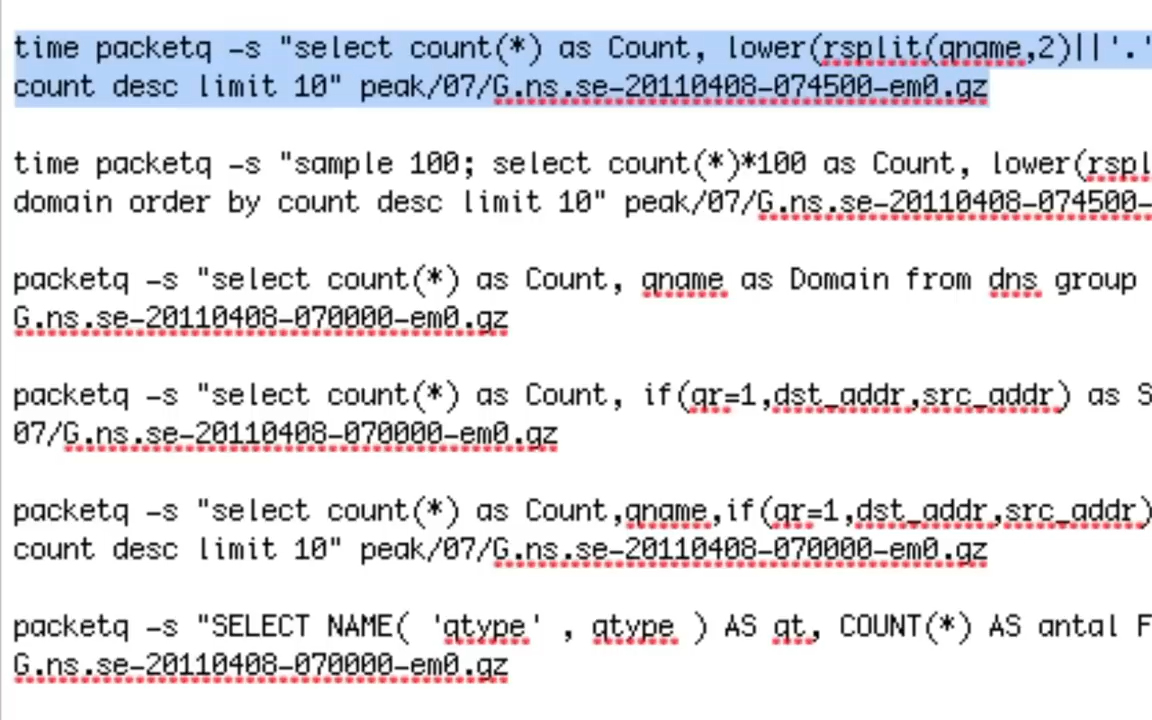 time packetq -s "select count(*) as Count, lower(rsplit(qname,2)||'.'
count desc limit 10" peak/07/G.ns.se-20110408-074500-em0.gz
time packetq -s "sample 100; select count(*)*100 as Count, lower(rspl
domain order by count desc limit 10" peak/07/G.ns.se-20110408-074500-
packetq -s "select count(*) as Count, qname as Domain from dns group
G.ns.se-20110408-070000-em0.gz
packetq -s "select count(*) as Count, if(qr=1,dst_addr,src_addr) as S
07/G.ns.se-20110408-070000-em0.gz
packetq -s "select count(*) as Count,qname,if(qr=1,dst_addr,src_addr)
count desc limit 10" peak/07/G.ns.se-20110408-070000-em0.gz
packetq -s "SELECT NAME( 'qtype' , qtype ) AS qt, COUNT(*) AS antal F
G.ns.se-20110408-070000-em0.gz